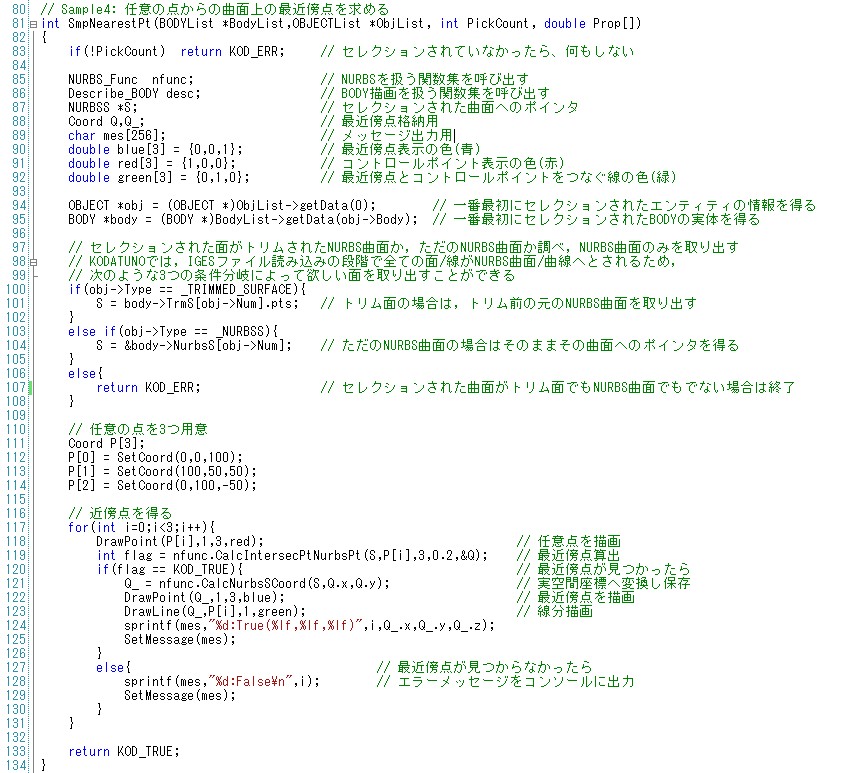 80 // Sample4: 任意の点からの曲面上の最近傍点を求める
81 int SmpNearestPt(BODYList *BodyList,OBJECTList *ObjList, int PickCount, double Prop[])
82 {
83     if(!PickCount)  return KOD_ERR;     // セレクションされていなかったら、何もしない
84
85     NURBS_Func  nfunc;                  // NURBSを扱う関数集を呼び出す
86     Describe_BODY desc;                 // BODY描画を扱う関数集を呼び出す
87     NURBSS *S;                          // セレクションされた曲面へのポインタ
88     Coord Q,Q_;                         // 最近傍点格納用
89     char mes[256];                      // メッセージ出力用
90     double blue[3] = {0,0,1};           // 最近傍点表示の色(青)
91     double red[3] = {1,0,0};            // コントロールポイント表示の色(赤)
92     double green[3] = {0,1,0};          // 最近傍点とコントロールポイントをつなぐ線の色(緑)
93
94     OBJECT *obj = (OBJECT *)ObjList->getData(0);        // 一番最初にセレクションされたエンティティの情報を得る
95     BODY *body = (BODY *)BodyList->getData(obj->Body);  // 一番最初にセレクションされたBODYの実体を得る
96
97     // セレクションされた面がトリムされたNURBS曲面か，ただのNURBS曲面か調べ，NURBS曲面のみを取り出す
98     // KODATUNOでは，IGESファイル読み込みの段階で全ての面/線がNURBS曲面/曲線へとされるため，
99     // 次のような3つの条件分岐によって欲しい面を取り出すことができる
100     if(obj->Type == _TRIMMED_SURFACE){
101         S = body->TrmS[obj->Num].pts;   // トリム面の場合は，トリム前の元のNURBS曲面を取り出す
102     }
103     else if(obj->Type == _NURBSS){
104         S = &body->NurbsS[obj->Num];    // ただのNURBS曲面の場合はそのままその曲面へのポインタを得る
105     }
106     else{
107         return KOD_ERR;                 // セレクションされた曲面がトリム面でもNURBS曲面でもでない場合は終了
108     }
109
110     // 任意の点を3つ用意
111     Coord P[3];
112     P[0] = SetCoord(0,0,100);
113     P[1] = SetCoord(100,50,50);
114     P[2] = SetCoord(0,100,-50);
115
116     // 近傍点を得る
117     for(int i=0;i<3;i++){
118         DrawPoint(P[i],1,3,red);                            // 任意点を描画
119         int flag = nfunc.CalcIntersecPtNurbsPt(S,P[i],3,0.2,&Q);    // 最近傍点算出
120         if(flag == KOD_TRUE){                               // 最近傍点が見つかったら
121             Q_ = nfunc.CalcNurbsSCoord(S,Q.x,Q.y);          // 実空間座標へ変換し保存
122             DrawPoint(Q_,1,3,blue);                         // 最近傍点を描画
123             DrawLine(Q_,P[i],1,green);                      // 線分描画
124             sprintf(mes,"%d:True(%lf,%lf,%lf)",i,Q_.x,Q_.y,Q_.z);
125             SetMessage(mes);
126         }
127         else{                                   // 最近傍点が見つからなかったら
128             sprintf(mes,"%d:False¥n",i);        // エラーメッセージをコンソールに出力
129             SetMessage(mes);
130         }
131     }
132
133     return KOD_TRUE;
134 }